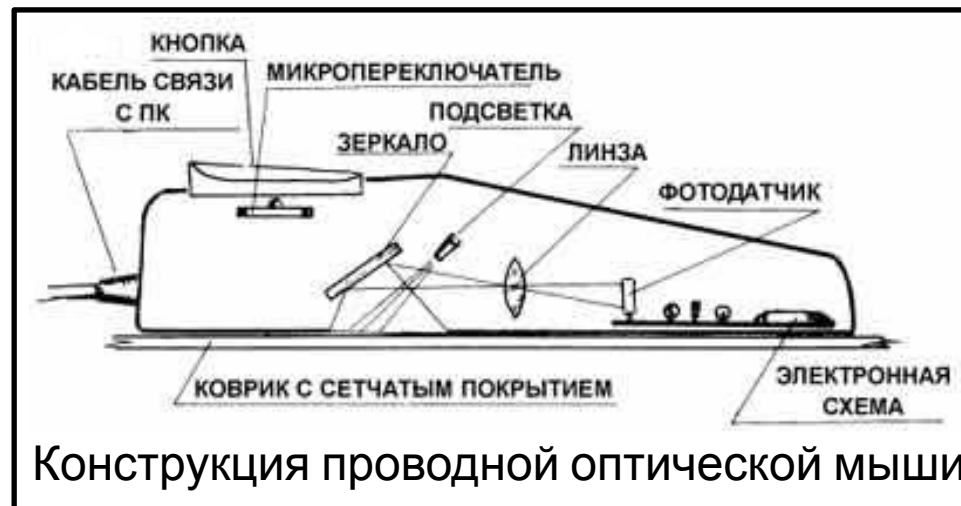 КНОПКА
КАБЕЛЬ СВЯЗИ
С ПК
МИКРОПЕРЕКЛЮЧАТЕЛЬ
ПОДСВЕТКА
ЗЕРКАЛО
ЛИНЗА
ФОТОДАТЧИК
КОВРИК С СЕТЧАТЫМ ПОКРЫТИЕМ
ЭЛЕКТРОННАЯ
СХЕМА
Конструкция проводной оптической мыши